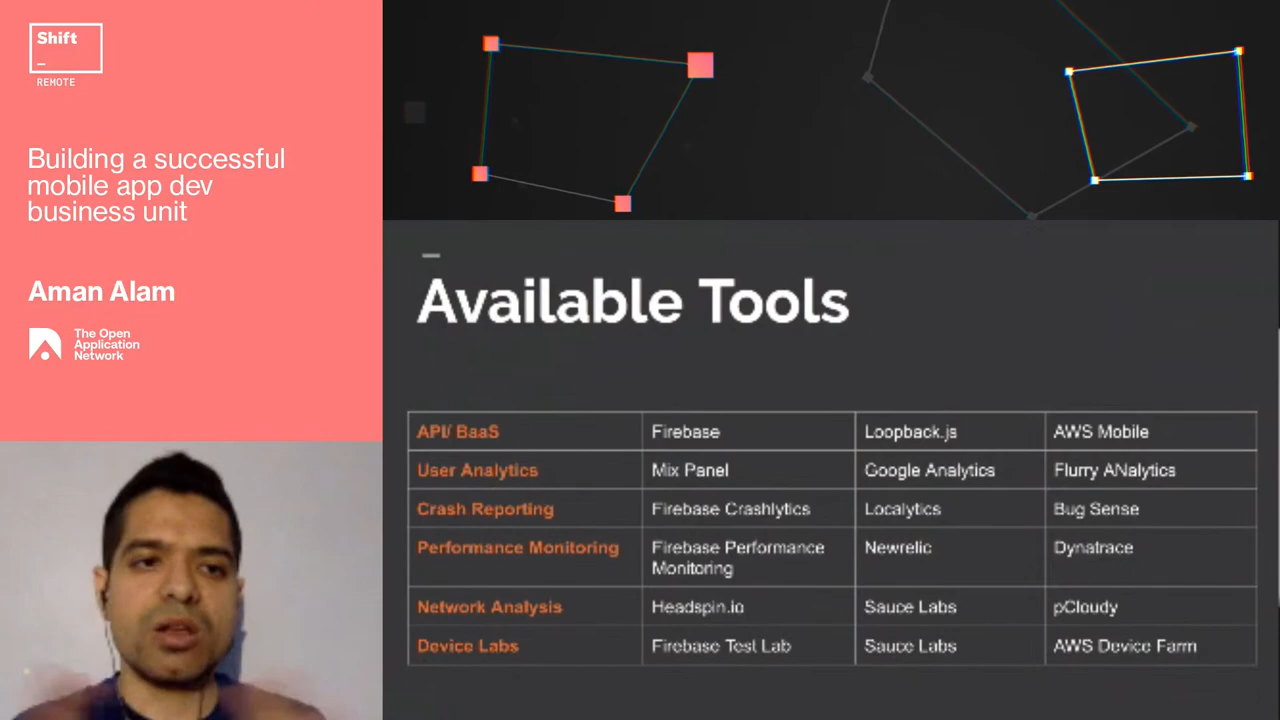 Shift
_
REMOTE
Building a successful
mobile app dev
business unit
Aman Alam
The Open
Application
Network
Available Tools
API/ BaaS Firebase Loopback.js AWS Mobile
User Analytics Mix Panel Google Analytics Flurry ANalytics
Crash Reporting Firebase Crashlytics Localytics Bug Sense
Performance Monitoring Firebase Performance Newrelic Dynatrace
Monitoring
Network Analysis Headspin.io Sauce Labs pCloudy
Device Labs Firebase Test Lab Sauce Labs AWS Device Farm